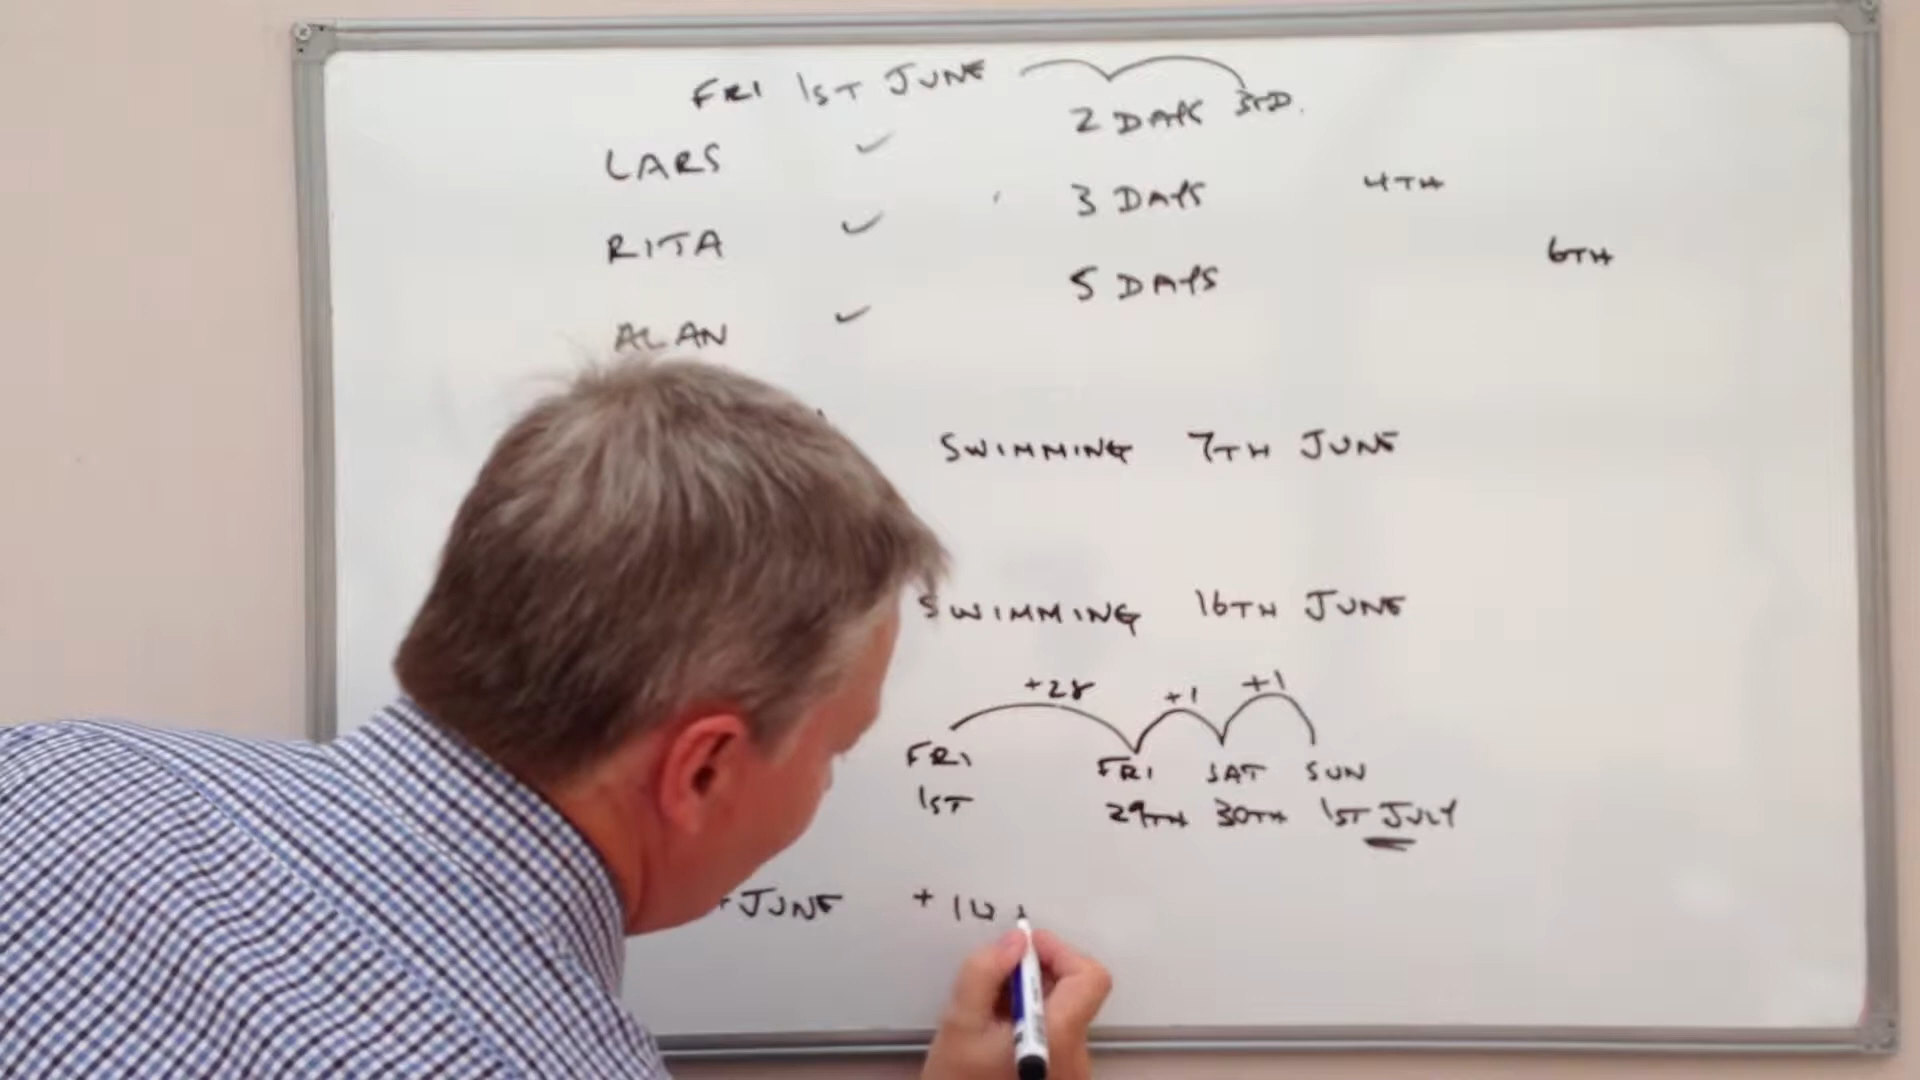 FRI 1ST JUNE
2 DAYS 3RD.
LARS ✓
3 DAYS 4TH
RITA ✓
5 DAYS 6TH
ALAN ✓
SWIMMING 7TH JUNE
SWIMMING 16TH JUNE
+28 +1 +1
FRI FRI SAT SUN
1ST 29TH 30TH 1ST JULY
JUNE + 14